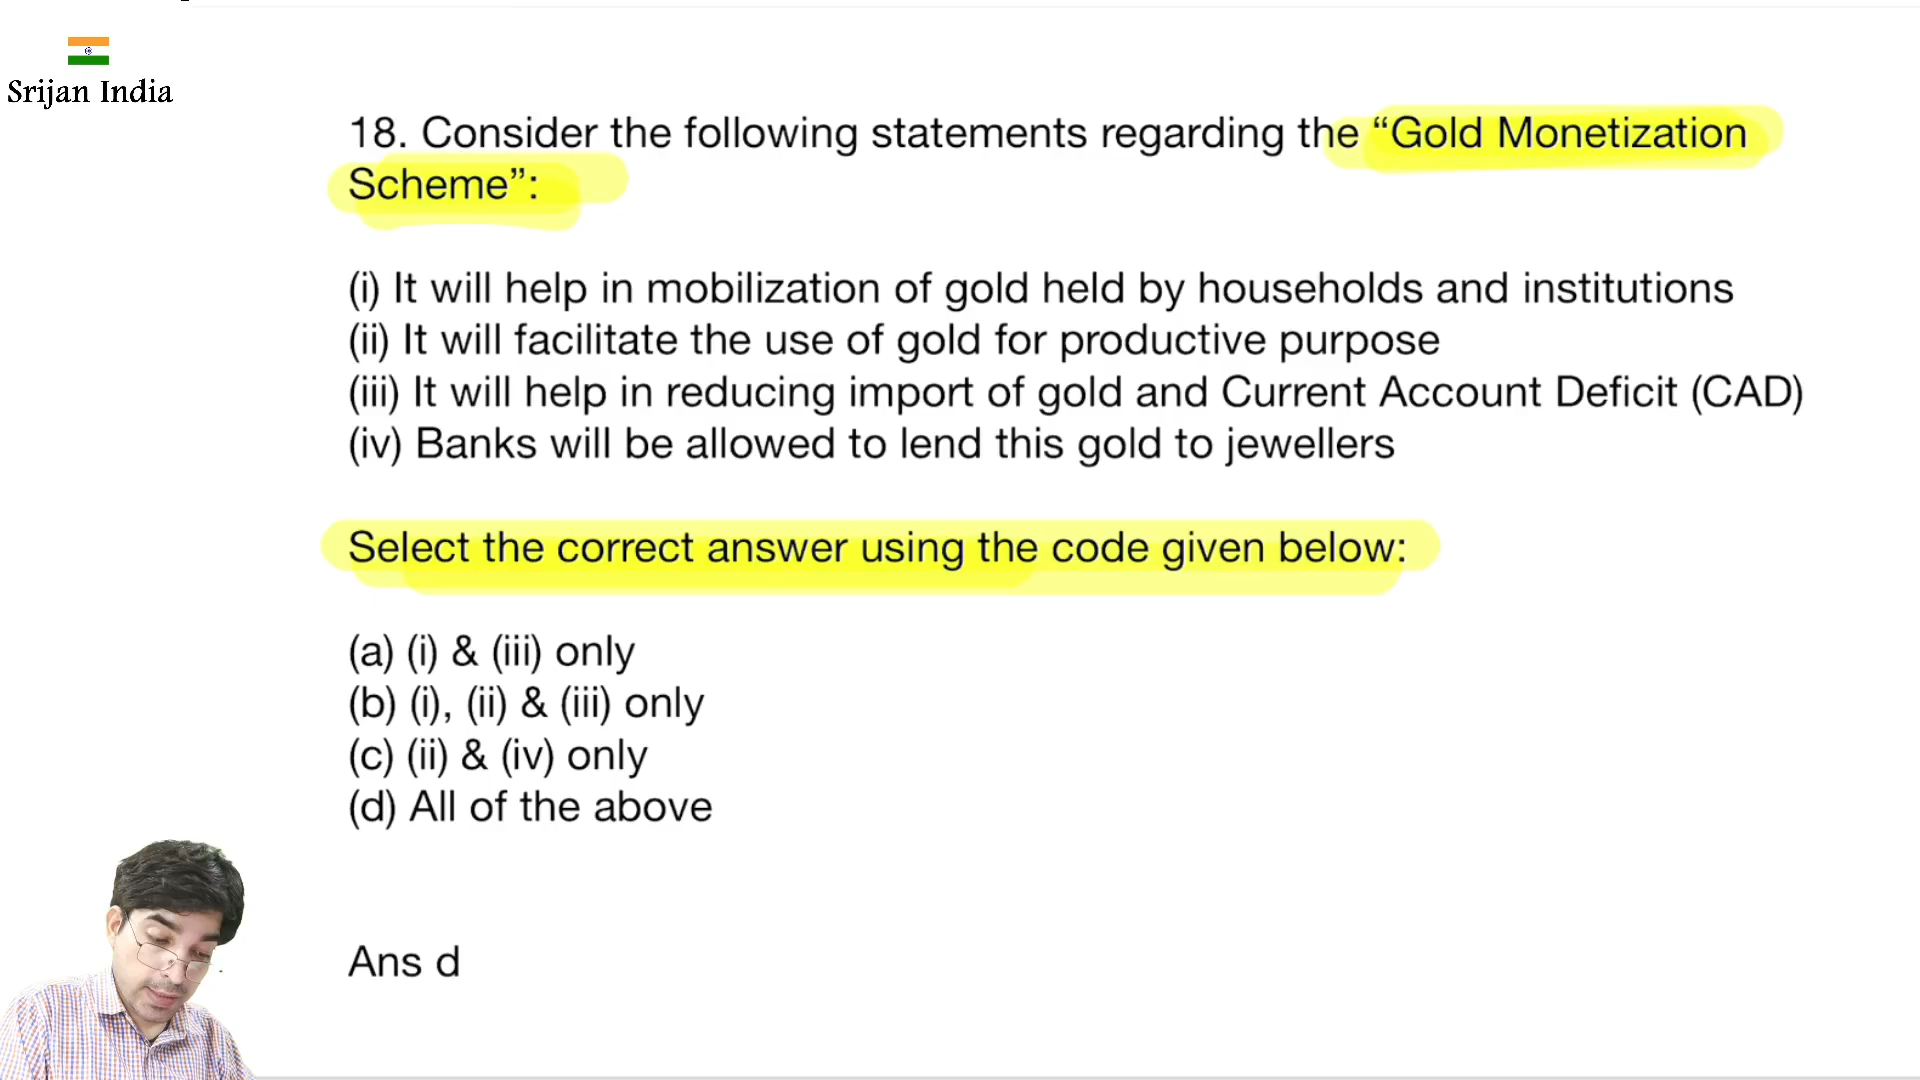 Srijan India
18. Consider the following statements regarding the “Gold Monetization
Scheme”:
(i) It will help in mobilization of gold held by households and institutions
(ii) It will facilitate the use of gold for productive purpose
(iii) It will help in reducing import of gold and Current Account Deficit (CAD)
(iv) Banks will be allowed to lend this gold to jewellers
Select the correct answer using the code given below:
(a) (i) & (iii) only
(b) (i), (ii) & (iii) only
(c) (ii) & (iv) only
(d) All of the above
Ans d